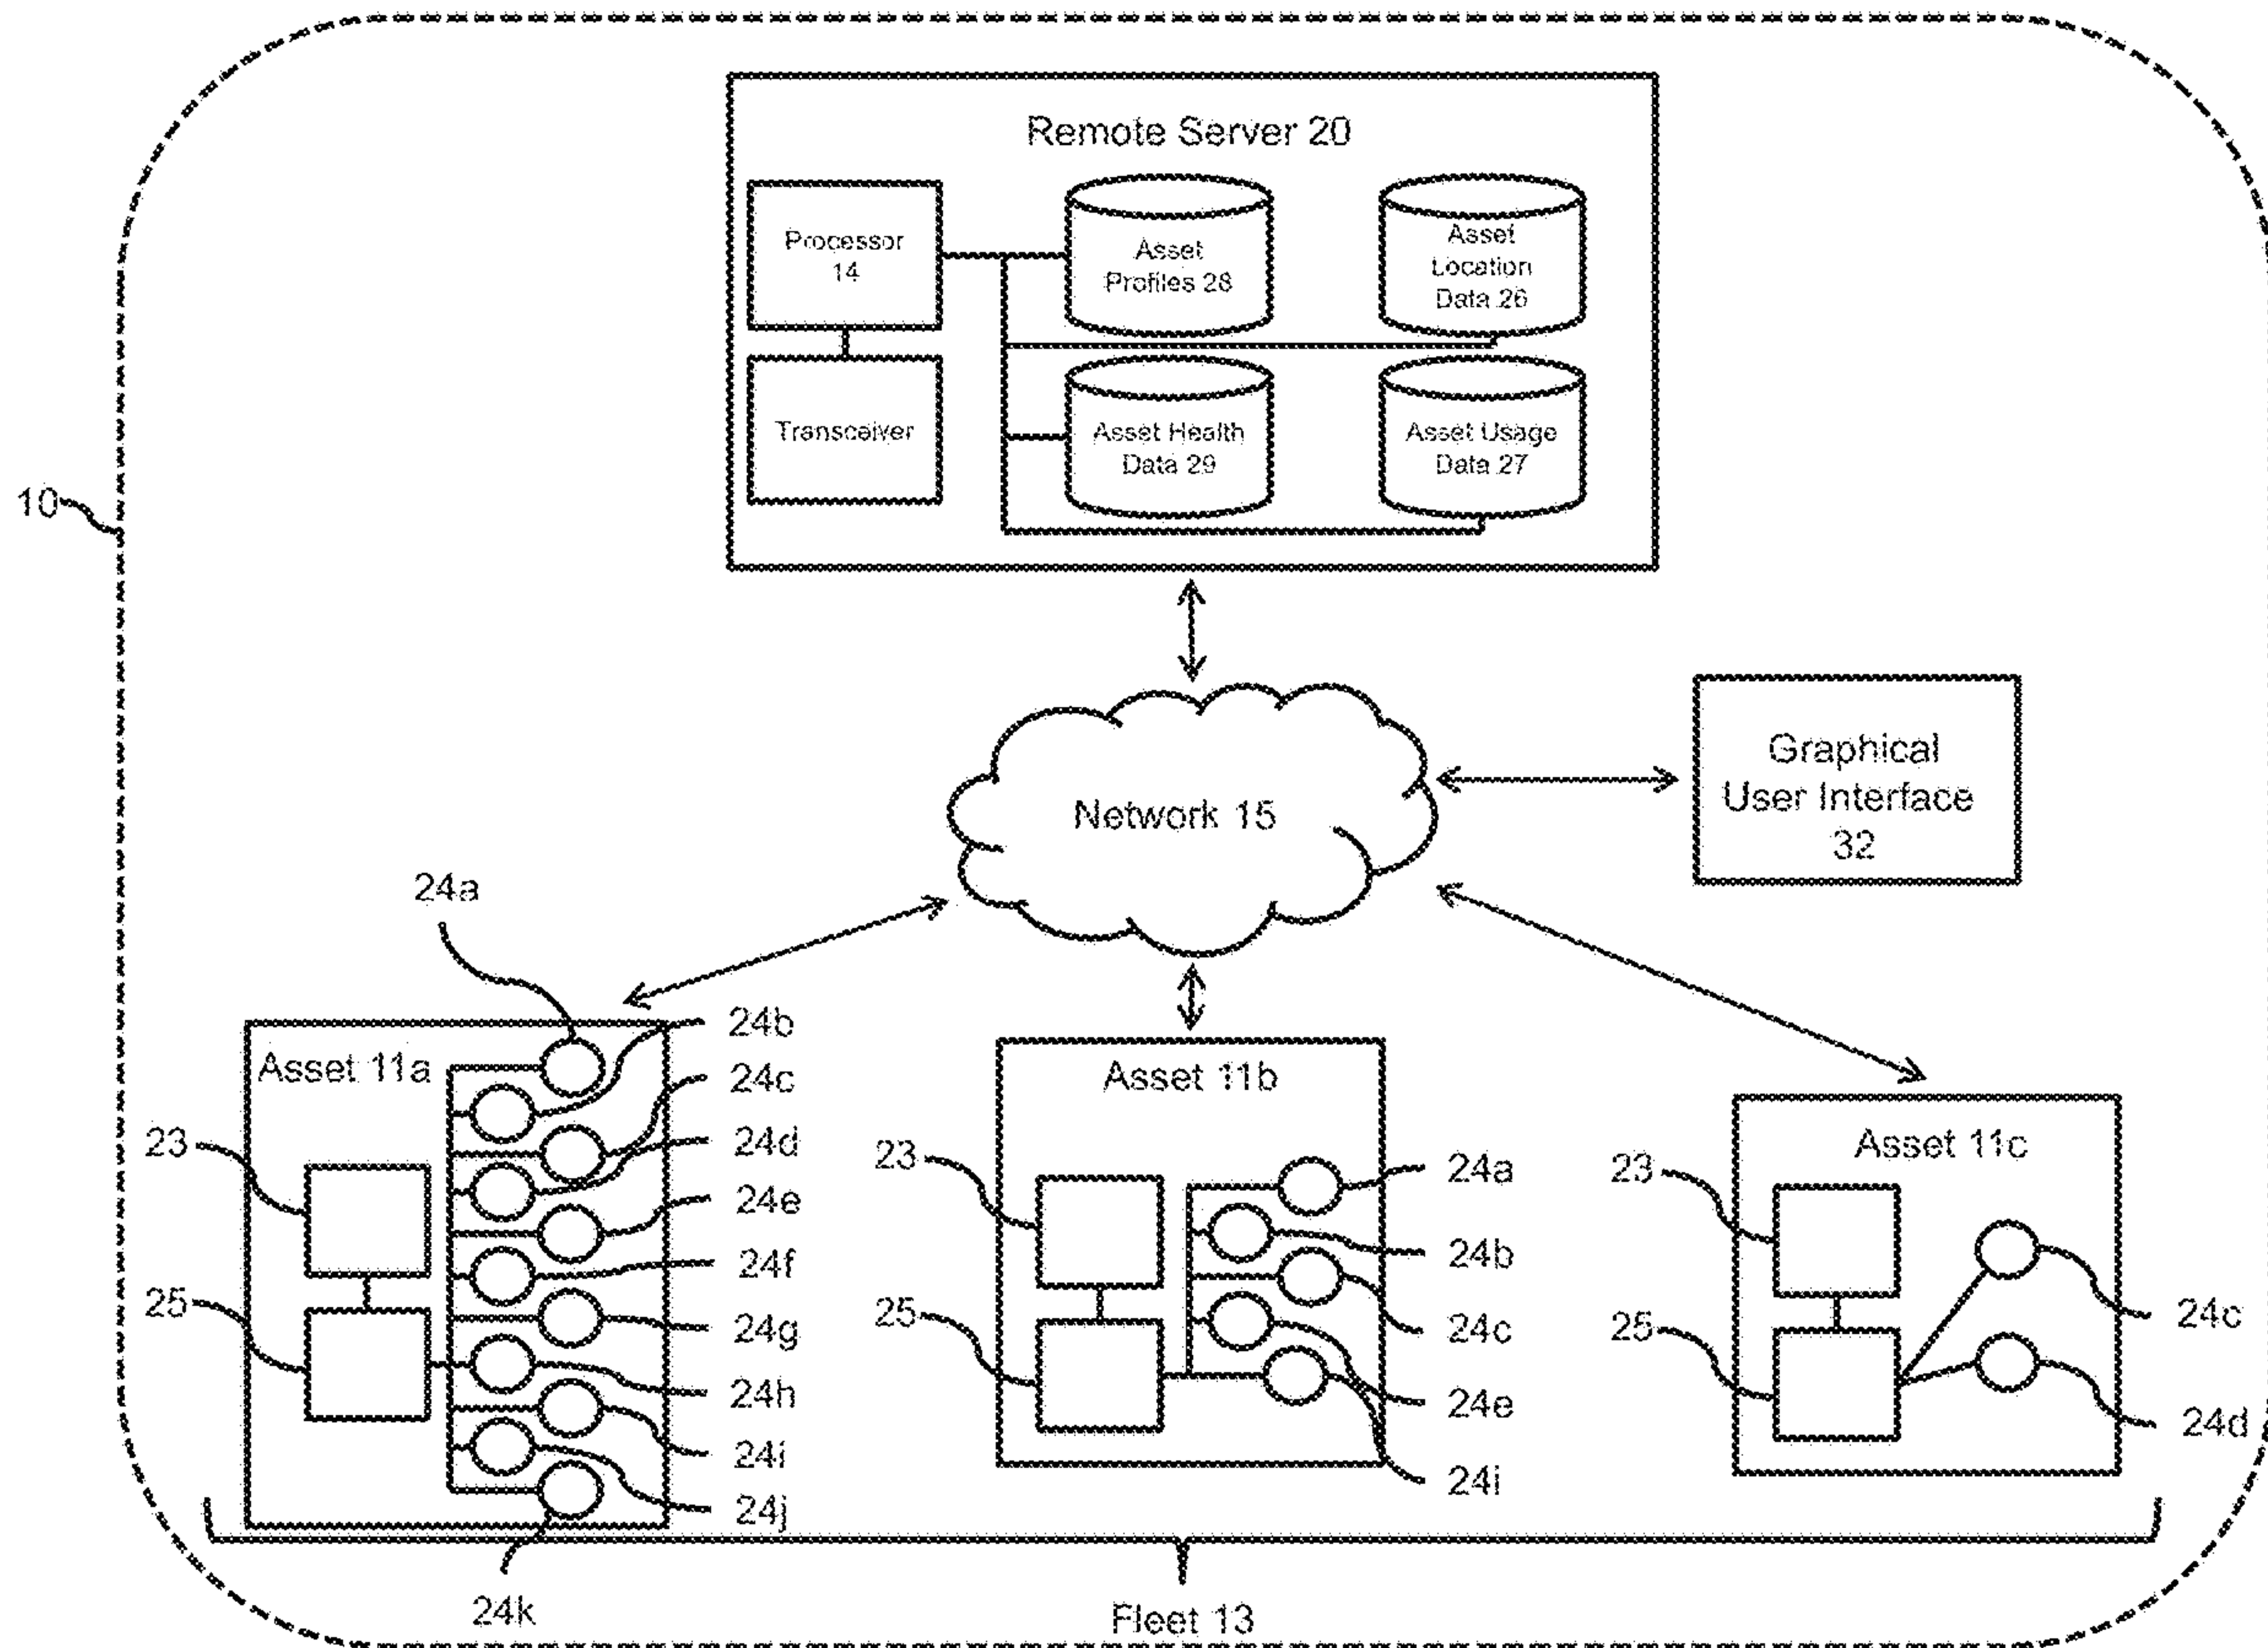 Remote Server 20
Processor
14
Asset
Profiles 28
Asset
Location
Data 26
Transceiver
Asset Health
Data 29
Asset Usage
Data 27
10
Network 15
Graphical
User Interface
32
24a
Asset 11a
24b
24c
24d
24e
24f
24g
24h
24i
24j
24k
23
25
Asset 11b
23
25
24a
24b
24c
24e
24i
Asset 11c
23
25
24c
24d
Fleet 13